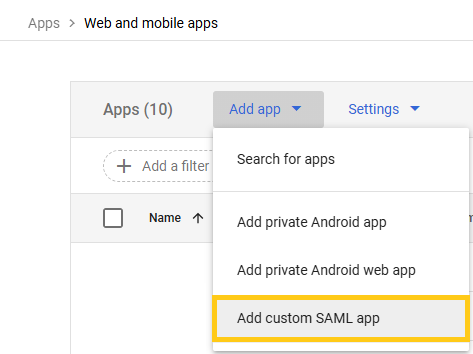 Apps > Web and mobile apps
Apps (10) Add app Settings
Search for apps
Add a filter
Name
Add private Android app
Add private Android web app
Add custom SAML app